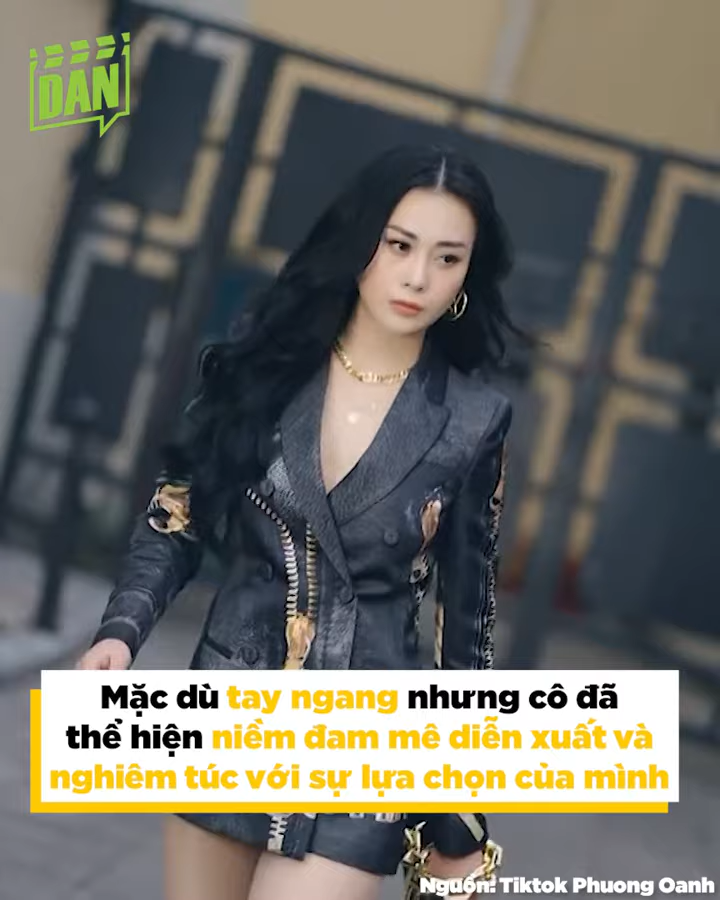 DAN
Mặc dù tay ngang nhưng cô đã
thể hiện niềm đam mê diễn xuất và
nghiêm túc với sự lựa chọn của mình
Nguồn: Tiktok Phuong Oanh